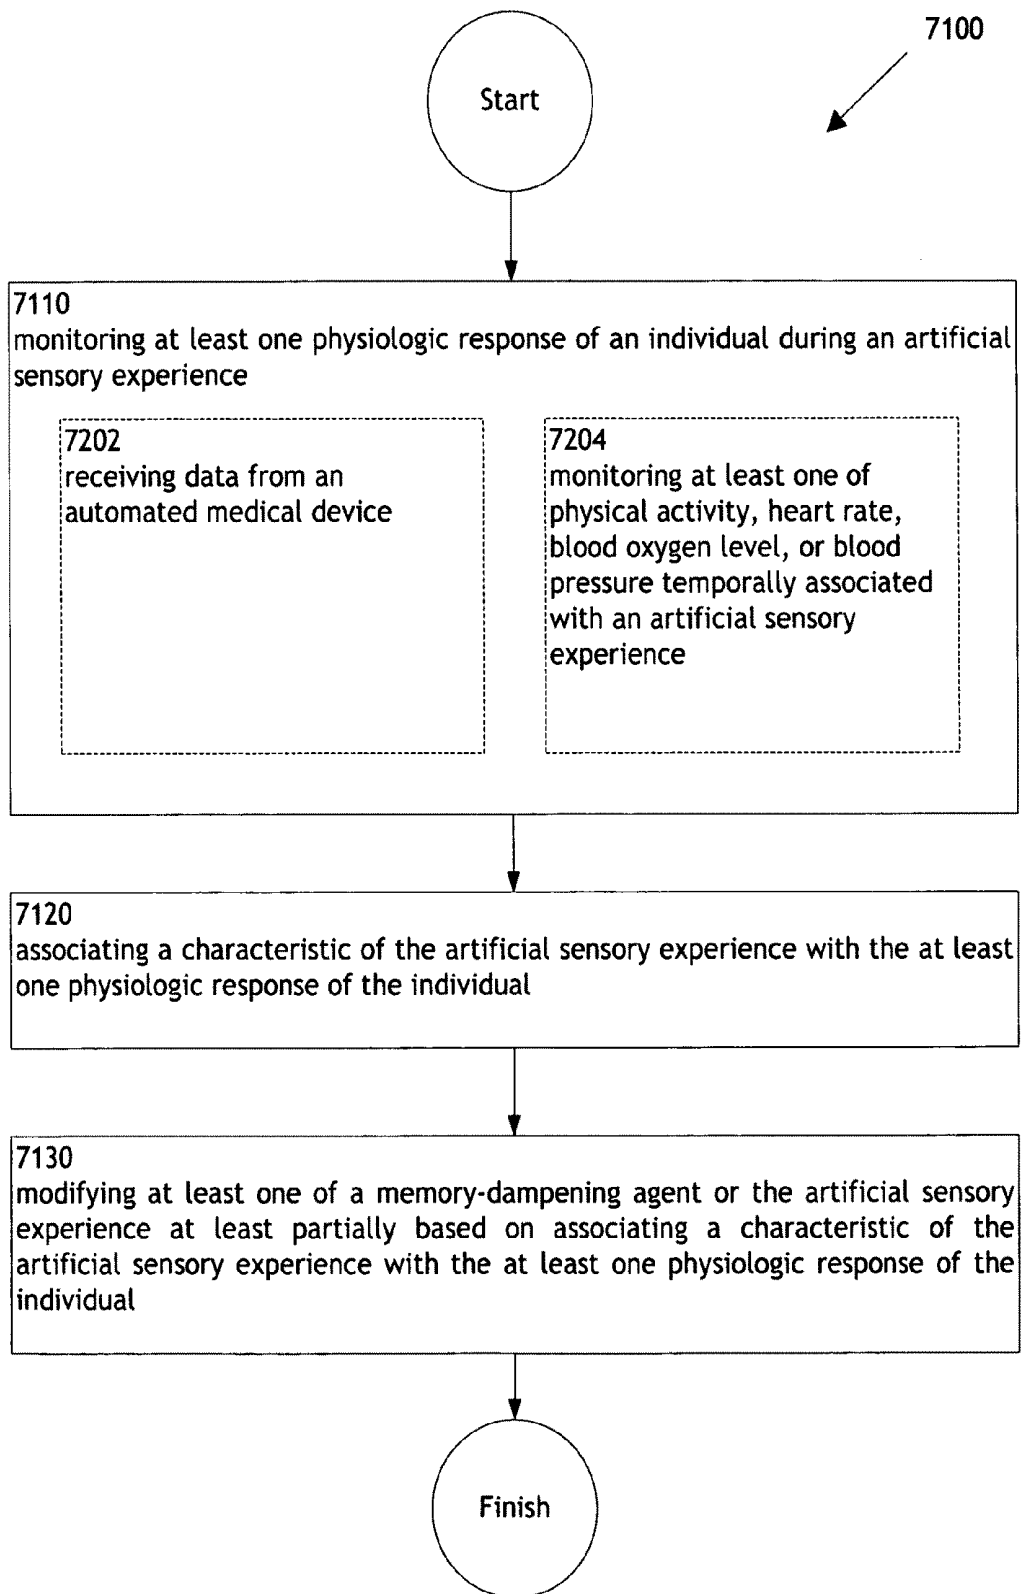 7100
Start
7110
monitoring at least one physiologic response of an individual during an artificial
sensory experience
7202
receiving data from an
automated medical device
7204
monitoring at least one of
physical activity, heart rate,
blood oxygen level, or blood
pressure temporally associated
with an artificial sensory
experience
7120
associating a characteristic of the artificial sensory experience with the at least
one physiologic response of the individual
7130
modifying at least one of a memory-dampening agent or the artificial sensory
experience at least partially based on associating a characteristic of the
artificial sensory experience with the at least one physiologic response of the
individual
Finish